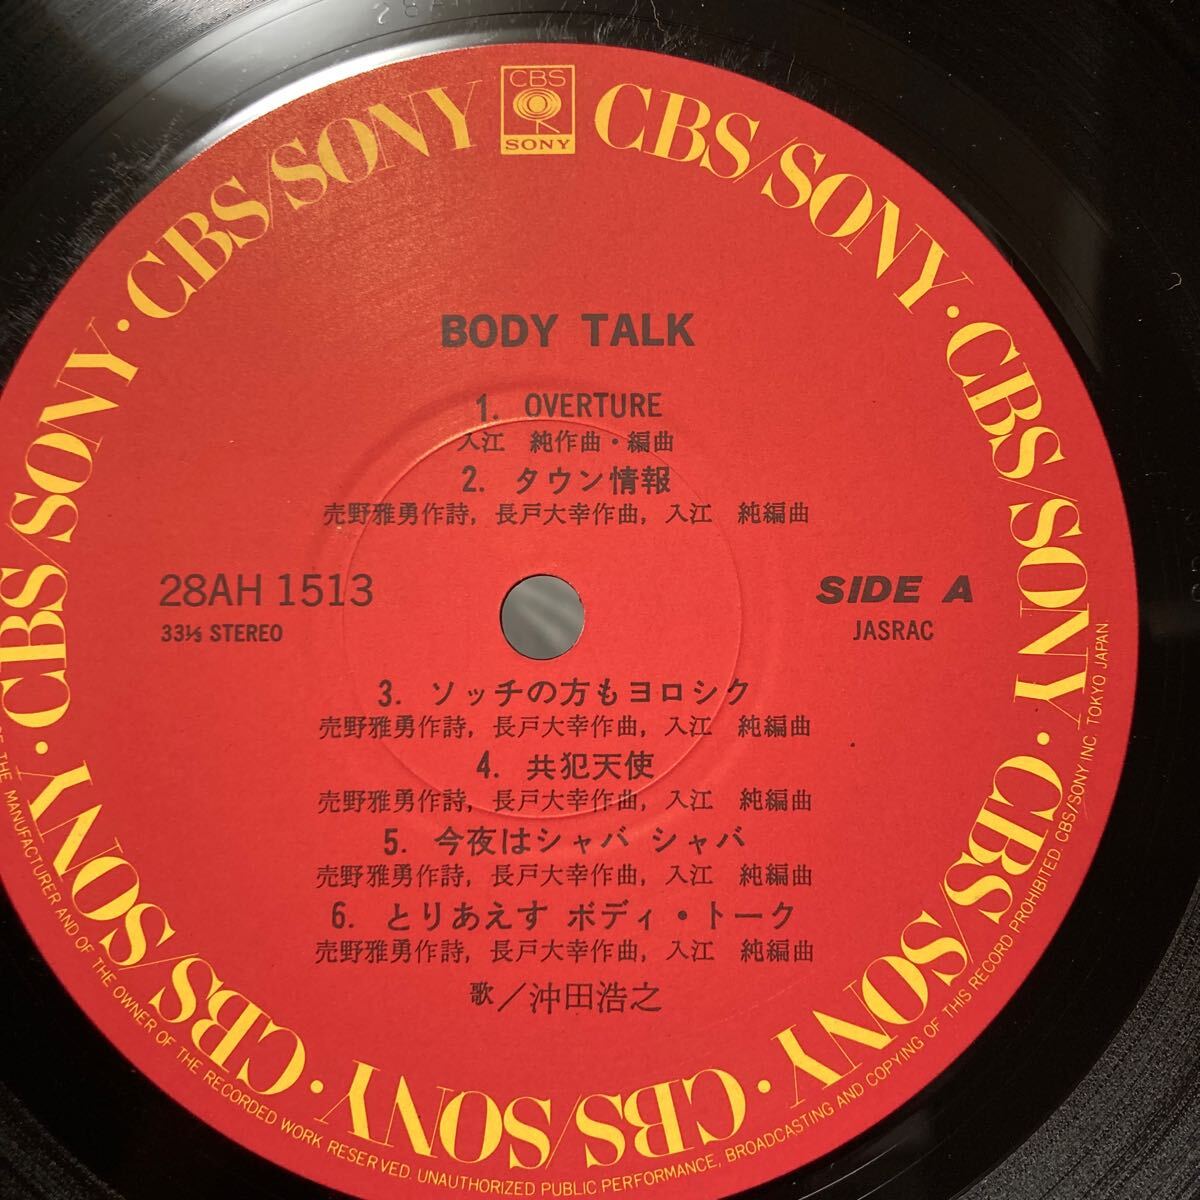 CBS
SONY
CBS/SONY · CBS/SONY · CBS/SONY · CBS/SONY · CBS/SONY · CBS/SONY · CBS/SONY · CBS/SONY · CBS/SONY
BODY TALK
1. OVERTURE
入江 純作曲・編曲
2. タウン情報
売野雅勇作詩, 長戸大幸作曲, 入江 純編曲
28AH 1513
33⅓ STEREO
SIDE A
JASRAC
3. ソッチの方もヨロシク
売野雅勇作詩, 長戸大幸作曲, 入江 純編曲
4. 共犯天使
売野雅勇作詩, 長戸大幸作曲, 入江 純編曲
5. 今夜はシャバ シャバ
売野雅勇作詩, 長戸大幸作曲, 入江 純編曲
6. とりあえす ボディ・トーク
売野雅勇作詩, 長戸大幸作曲, 入江 純編曲
歌／沖田浩之
OF THE MANUFACTURER AND OF THE OWNER OF THE RECORDED WORK RESERVED. UNAUTHORIZED PUBLIC PERFORMANCE, BROADCASTING AND COPYING OF THIS RECORD PROHIBITED. CBS/SONY INC. TOKYO JAPAN